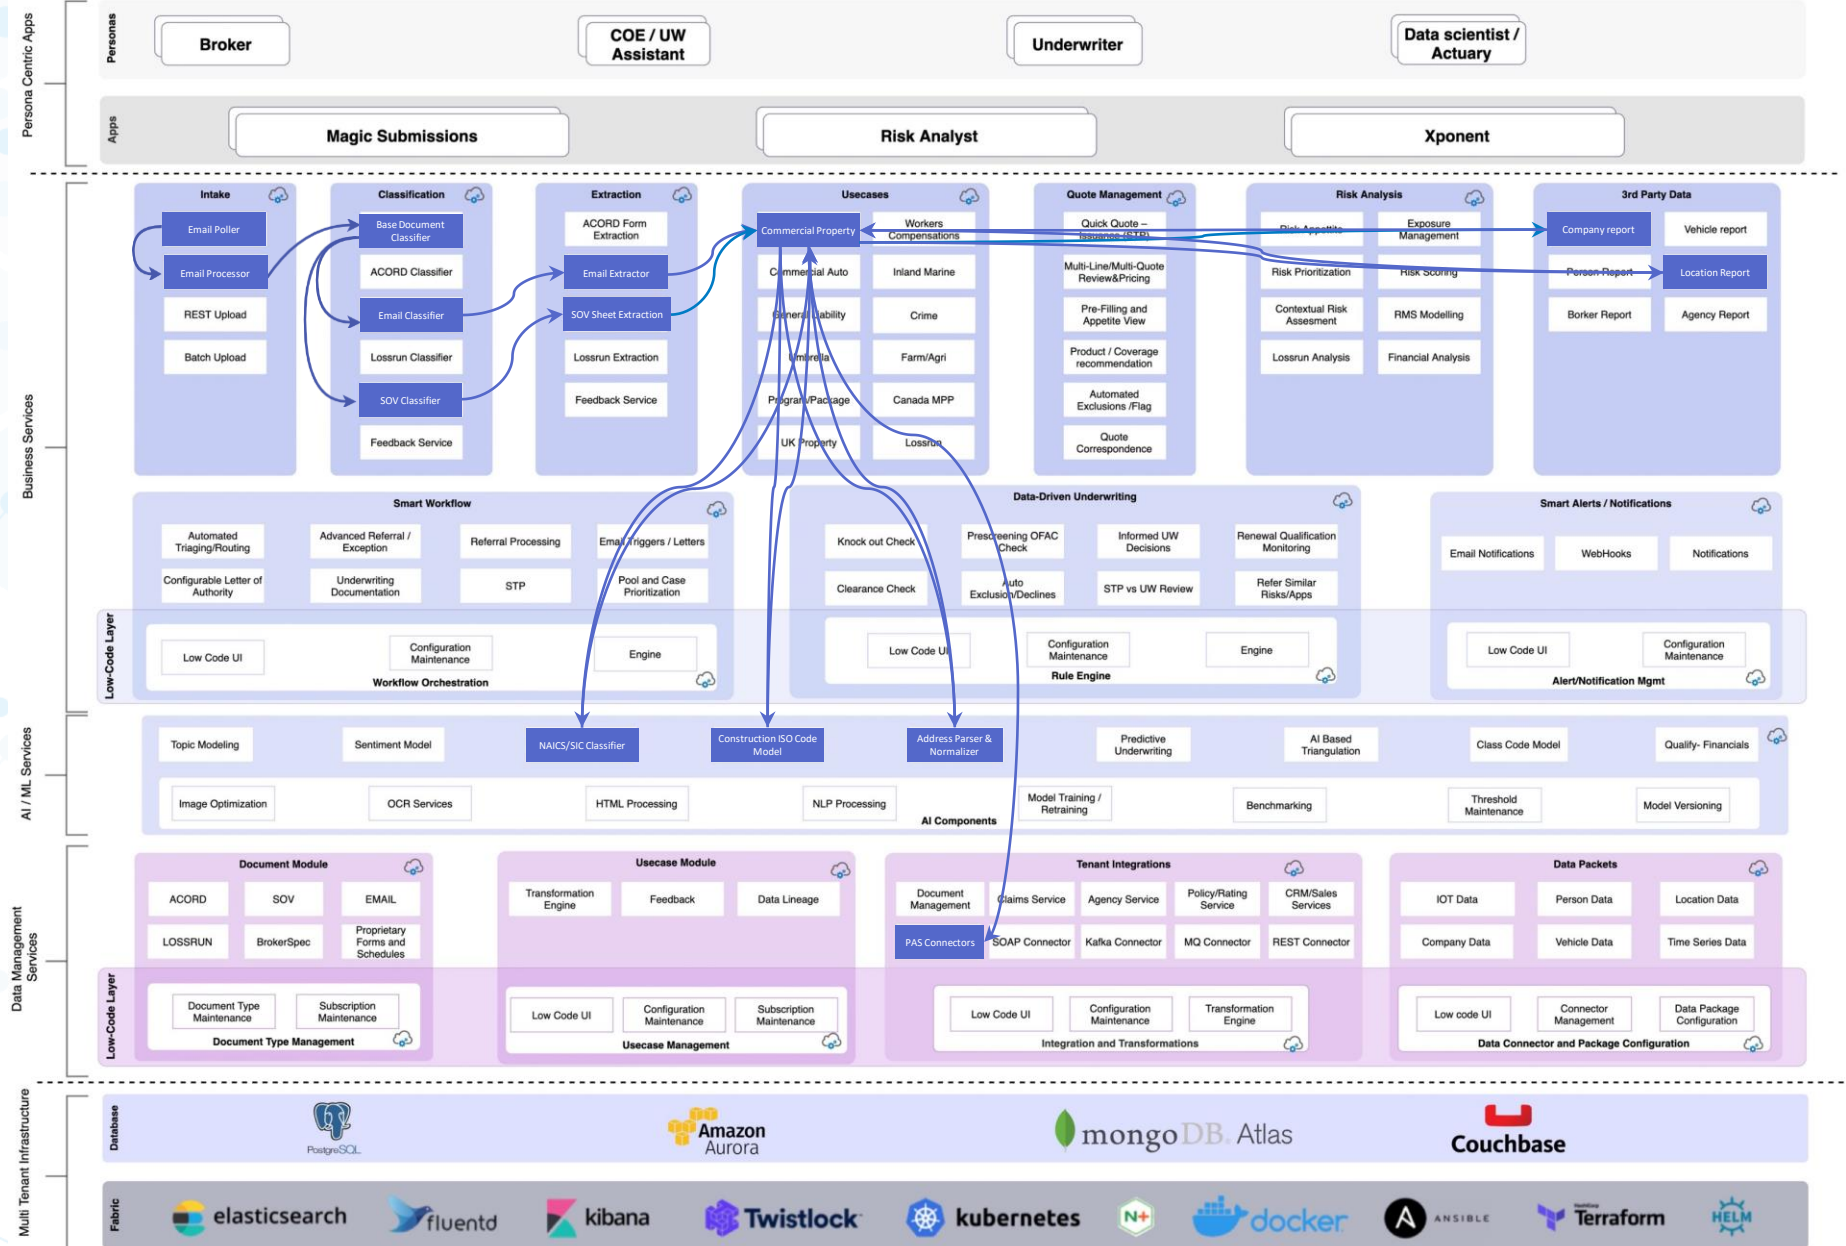 Persona Centric Apps
Personas
Broker
COE / UW
Assistant
Underwriter
Data scientist /
Actuary
Apps
Magic Submissions
Risk Analyst
Xponent
Business Services
Intake
Email Poller
Email Processor
REST Upload
Batch Upload
Classification
Base Document
Classifier
ACORD Classifier
Email Classifier
Lossrun Classifier
SOV Classifier
Feedback Service
Extraction
ACORD Form
Extraction
Email Extractor
SOV Sheet Extraction
Lossrun Extraction
Feedback Service
Usecases
Commercial Property
Workers
Compensations
Commercial Auto
Inland Marine
General Liability
Crime
Umbrella
Farm/Agri
Program/Package
Canada MPP
UK Property
Lossrun
Quote Management
Quick Quote –
Issuance (STP)
Multi-Line/Multi-Quote
Review&Pricing
Pre-Filling and
Appetite View
Product / Coverage
recommendation
Automated
Exclusions /Flag
Quote
Correspondence
Risk Analysis
Risk Appetite
Exposure
Management
Risk Prioritization
Risk Scoring
Contextual Risk
Assesment
RMS Modelling
Lossrun Analysis
Financial Analysis
3rd Party Data
Company report
Vehicle report
Person Report
Location Report
Borker Report
Agency Report
Smart Workflow
Automated
Triaging/Routing
Advanced Referral /
Exception
Referral Processing
Email Triggers / Letters
Configurable Letter of
Authority
Underwriting
Documentation
STP
Pool and Case
Prioritization
Data-Driven Underwriting
Knock out Check
Prescreening OFAC
Check
Informed UW
Decisions
Renewal Qualification
Monitoring
Clearance Check
Auto
Exclusion/Declines
STP vs UW Review
Refer Similar
Risks/Apps
Smart Alerts / Notifications
Email Notifications
WebHooks
Notifications
Low-Code Layer
Low Code UI
Configuration
Maintenance
Engine
Workflow Orchestration
Low Code UI
Configuration
Maintenance
Engine
Rule Engine
Low Code UI
Configuration
Maintenance
Alert/Notification Mgmt
AI / ML Services
Topic Modeling
Sentiment Model
NAICS/SIC Classifier
Construction ISO Code
Model
Address Parser &
Normalizer
Predictive
Underwriting
AI Based
Triangulation
Class Code Model
Qualify- Financials
Image Optimization
OCR Services
HTML Processing
NLP Processing
Model Training /
Retraining
Benchmarking
Threshold
Maintenance
Model Versioning
AI Components
Data Management
Services
Document Module
ACORD
SOV
EMAIL
LOSSRUN
BrokerSpec
Proprietary
Forms and
Schedules
Usecase Module
Transformation
Engine
Feedback
Data Lineage
Tenant Integrations
Document
Management
Claims Service
Agency Service
Policy/Rating
Service
CRM/Sales
Services
PAS Connectors
SOAP Connector
Kafka Connector
MQ Connector
REST Connector
Data Packets
IOT Data
Person Data
Location Data
Company Data
Vehicle Data
Time Series Data
Low-Code Layer
Document Type
Maintenance
Subscription
Maintenance
Document Type Management
Low Code UI
Configuration
Maintenance
Subscription
Maintenance
Usecase Management
Low Code UI
Configuration
Maintenance
Transformation
Engine
Integration and Transformations
Low code UI
Connector
Management
Data Package
Configuration
Data Connector and Package Configuration
Multi Tenant Infrastructure
Database
PostgreSQL
Amazon
Aurora
mongoDB. Atlas
Couchbase
Fabric
elasticsearch
fluentd
kibana
Twistlock
kubernetes
N+
docker
A
ANSIBLE
HashiCorp
Terraform
HELM